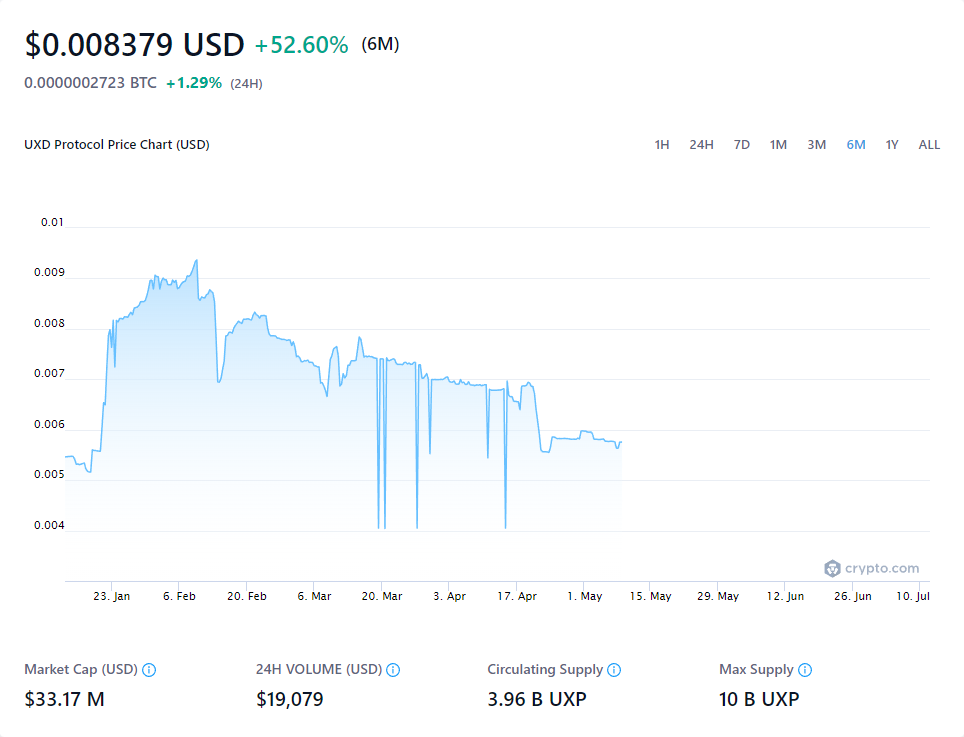 $0.008379 USD +52.60% (6M)
0.0000002723 BTC +1.29% (24H)
UXD Protocol Price Chart (USD)
1H 24H 7D 1M 3M 6M 1Y ALL
0.01
0.009
0.008
0.007
0.006
0.005
0.004
crypto.com
23. Jan 6. Feb 20. Feb 6. Mar 20. Mar 3. Apr 17. Apr 1. May 15. May 29. May 12. Jun 26. Jun 10. Jul
Market Cap (USD) 24H VOLUME (USD) Circulating Supply Max Supply
$33.17 M $19,079 3.96 B UXP 10 B UXP